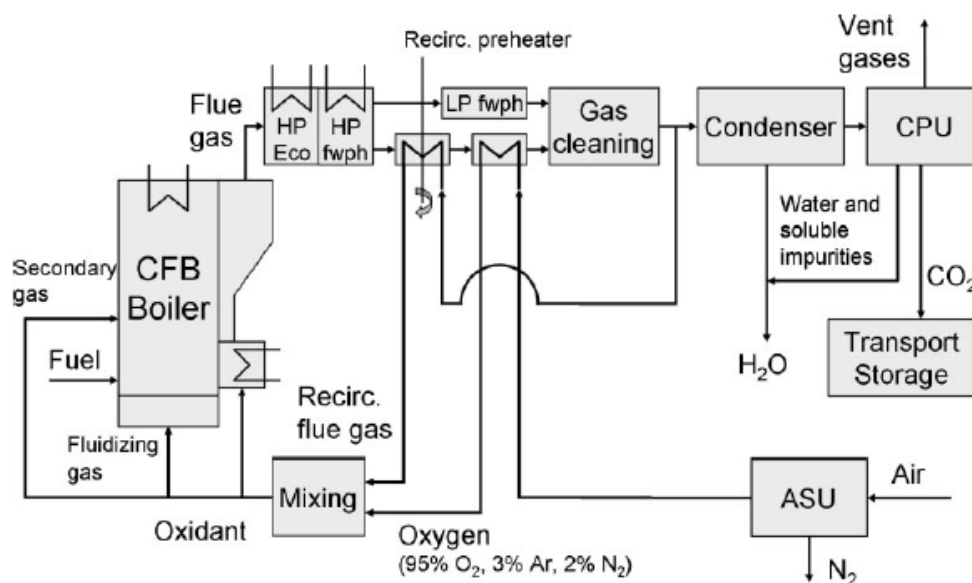 Recirc. preheater
Vent
gases
Flue
gas
HP
Eco
HP
fwph
LP fwph
Gas
cleaning
Condenser
CPU
Secondary
gas
CFB
Boiler
Water and
soluble
impurities
CO₂
Fuel
H₂O
Transport
Storage
Recirc.
flue gas
Fluidizing
gas
Mixing
ASU
Air
Oxidant
Oxygen
(95% O₂, 3% Ar, 2% N₂)
N₂